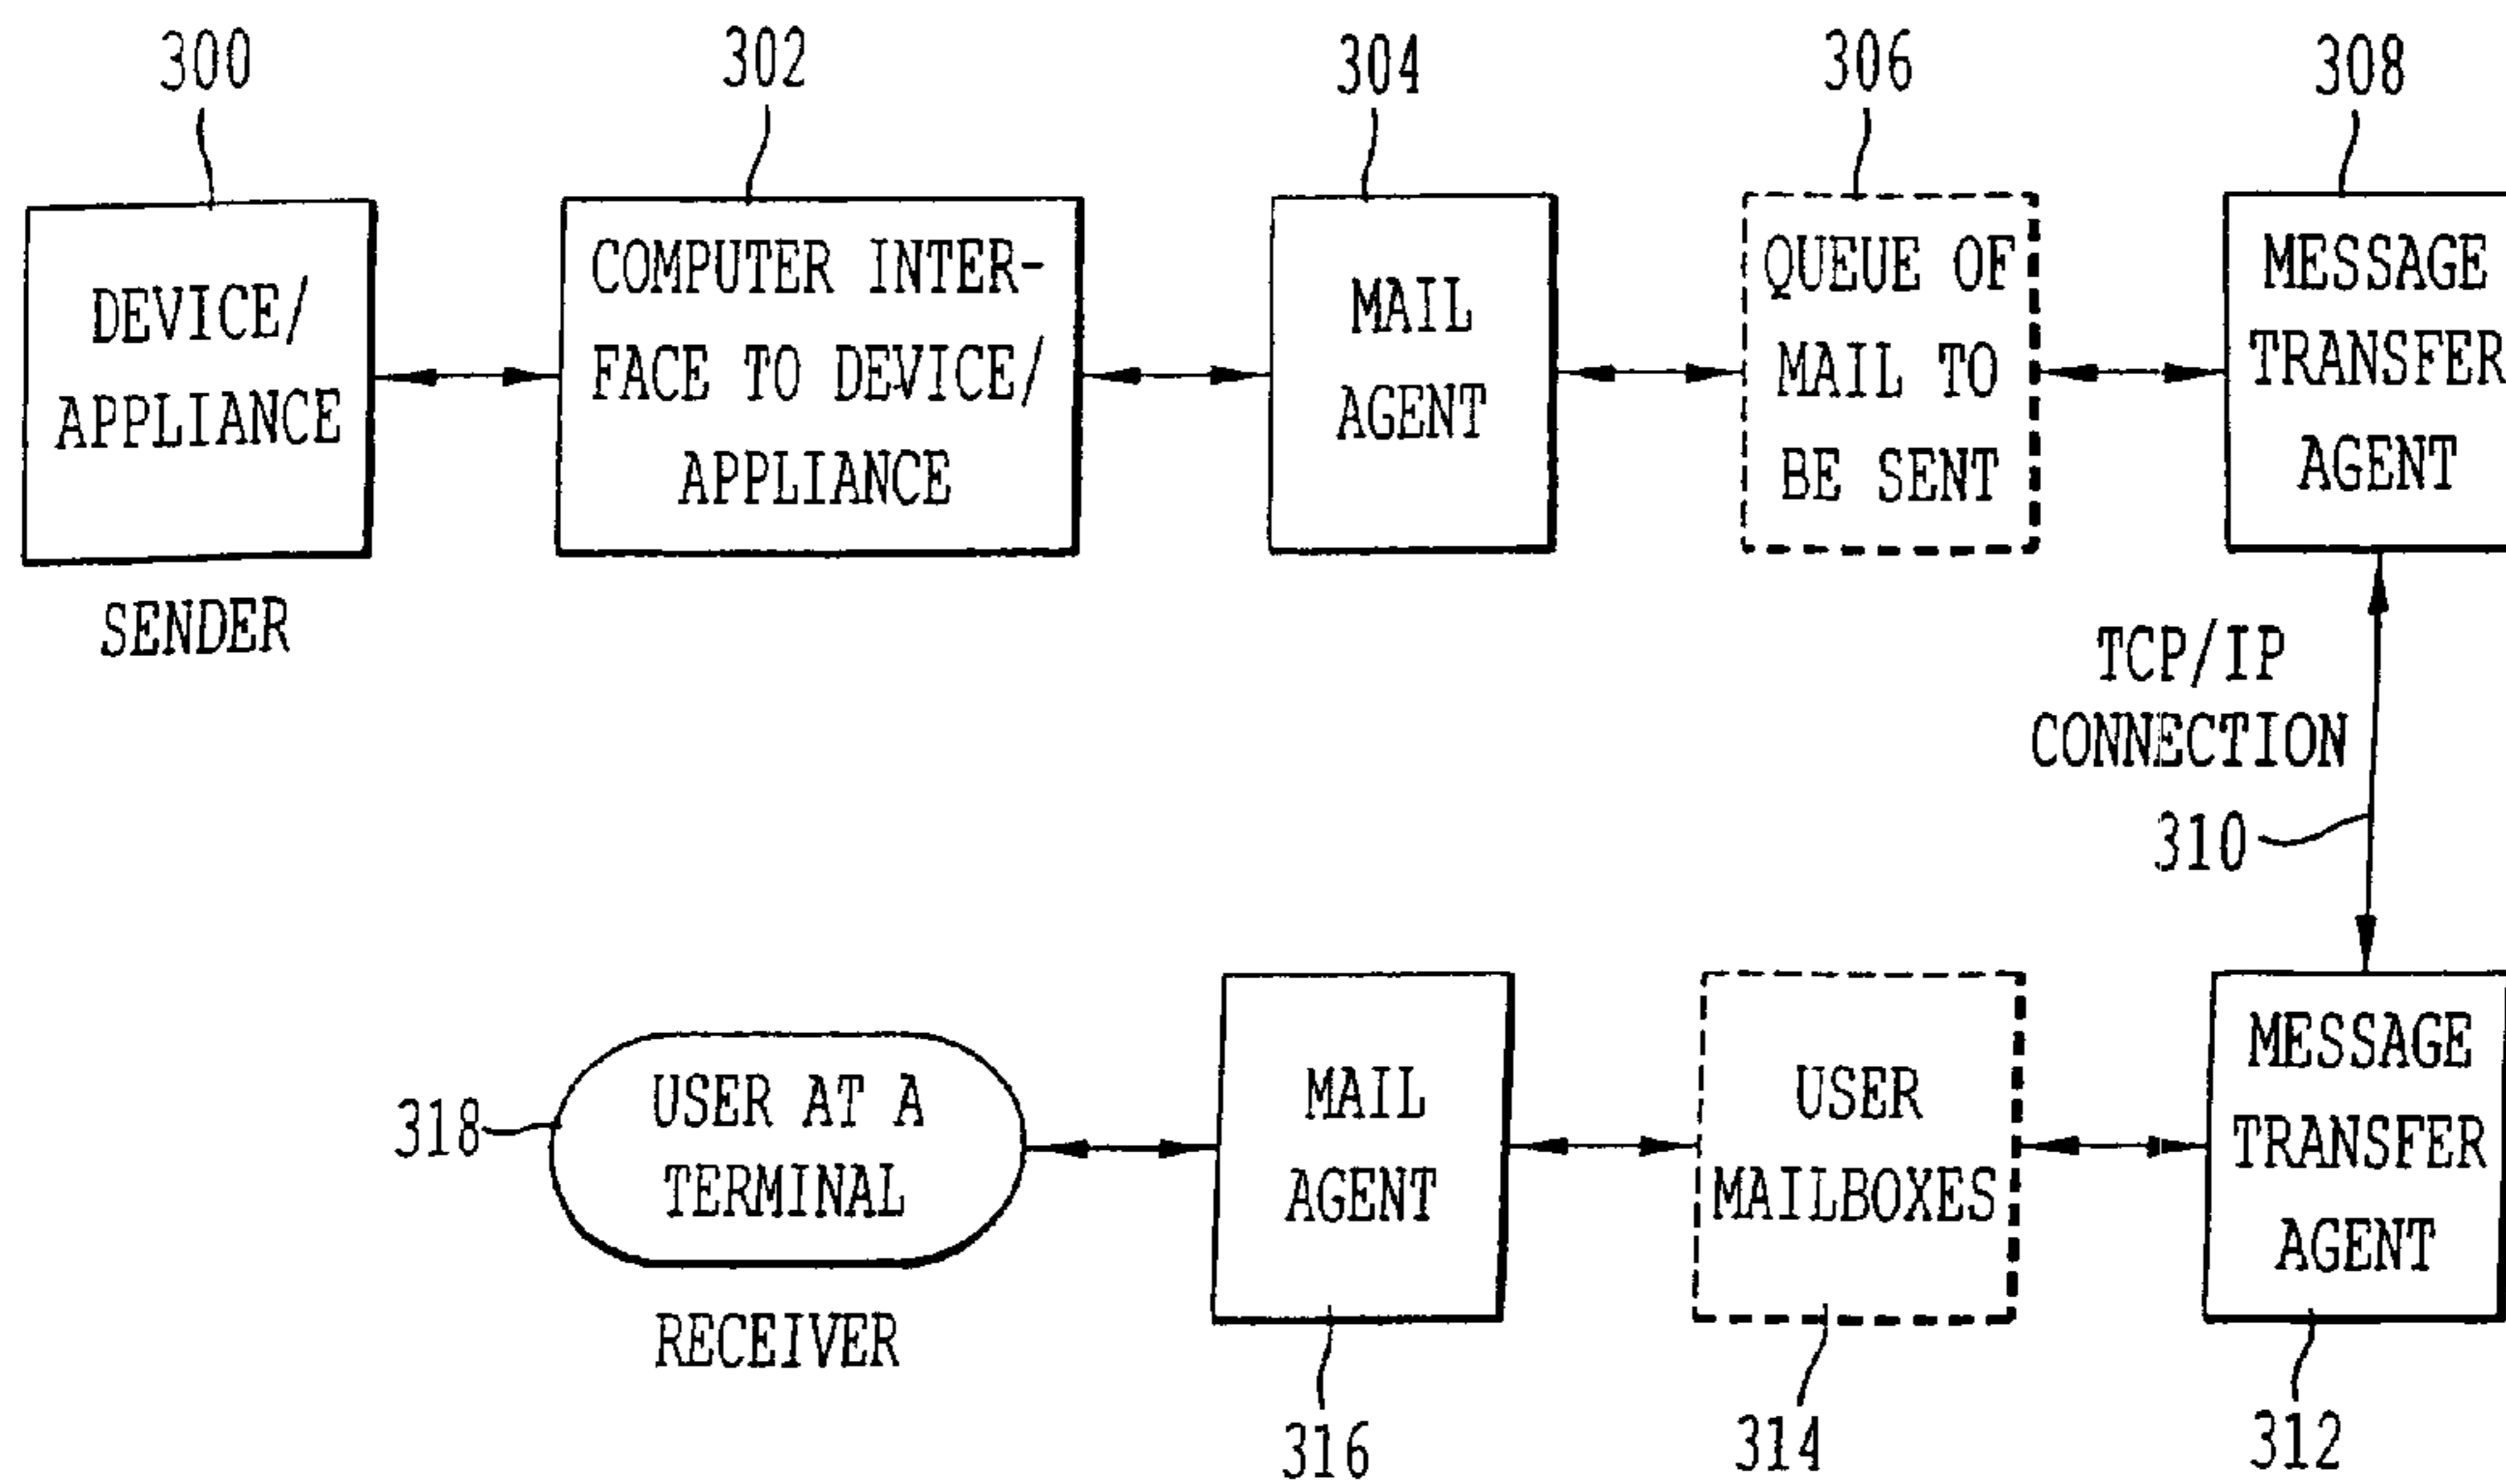 300
302
304
306
308
DEVICE/
APPLIANCE
COMPUTER INTER-
FACE TO DEVICE/
APPLIANCE
MAIL
AGENT
QUEUE OF
MAIL TO
BE SENT
MESSAGE
TRANSFER
AGENT
SENDER
TCP/IP
CONNECTION
310
318
USER AT A
TERMINAL
MAIL
AGENT
USER
MAILBOXES
MESSAGE
TRANSFER
AGENT
RECEIVER
316
314
312